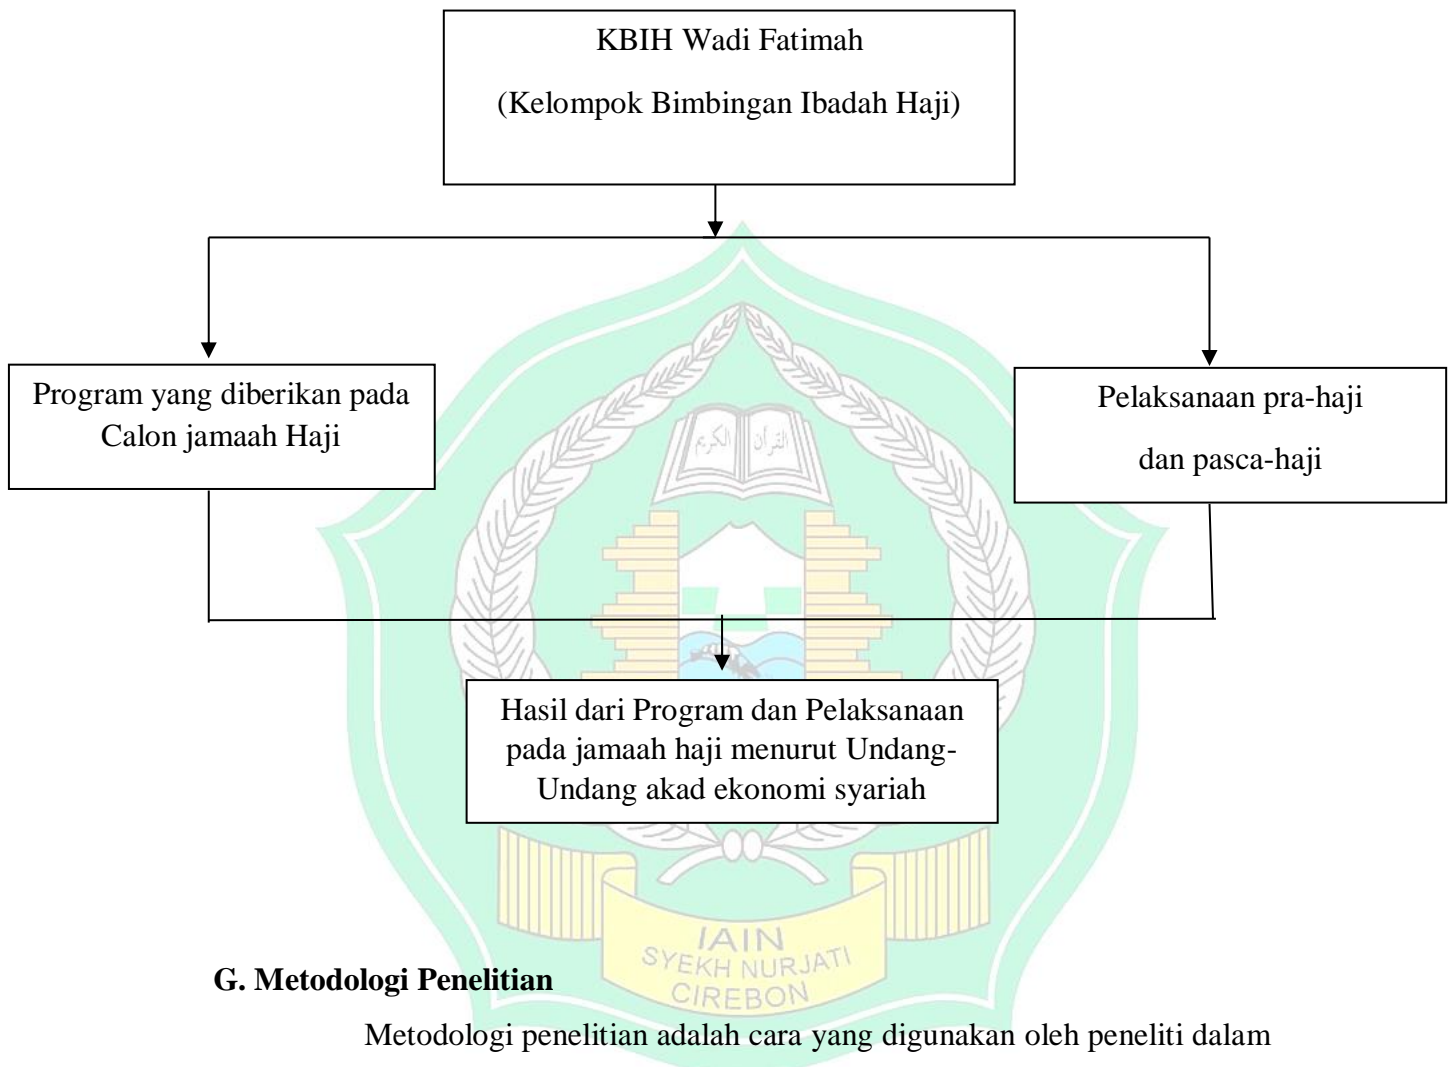 KBIH Wadi Fatimah
(Kelompok Bimbingan Ibadah Haji)
Program yang diberikan pada
Calon jamaah Haji
Pelaksanaan pra-haji
dan pasca-haji
القرآن
الكريم
Hasil dari Program dan Pelaksanaan
pada jamaah haji menurut Undang-
Undang akad ekonomi syariah
IAIN
SYEKH NURJATI
CIREBON
G. Metodologi Penelitian
Metodologi penelitian adalah cara yang digunakan oleh peneliti dalam